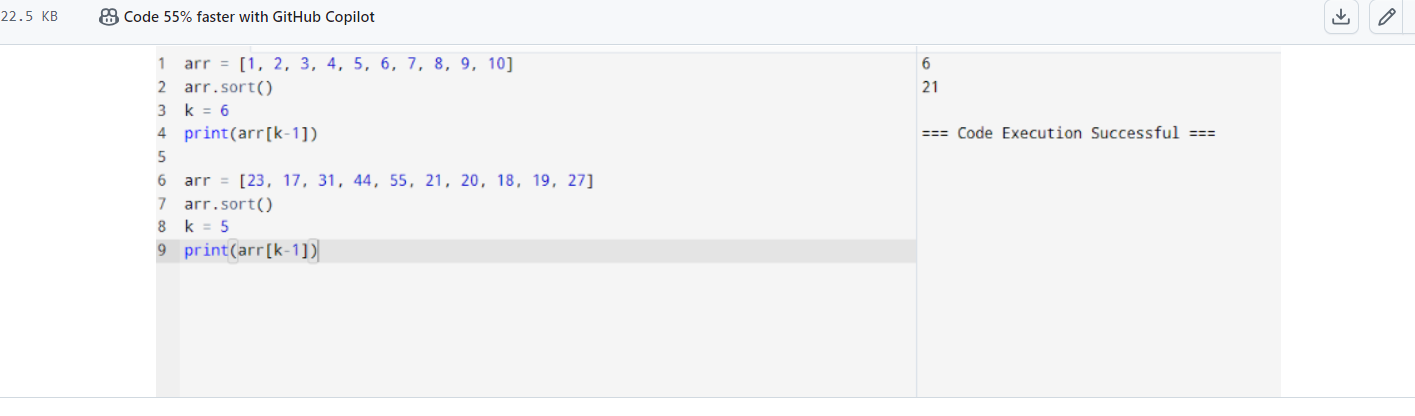 22.5 KB Code 55% faster with GitHub Copilot
1 arr = [1, 2, 3, 4, 5, 6, 7, 8, 9, 10]
2 arr.sort()
3 k = 6
4 print(arr[k-1])
5
6 arr = [23, 17, 31, 44, 55, 21, 20, 18, 19, 27]
7 arr.sort()
8 k = 5
9 print(arr[k-1])
6
21
=== Code Execution Successful ===